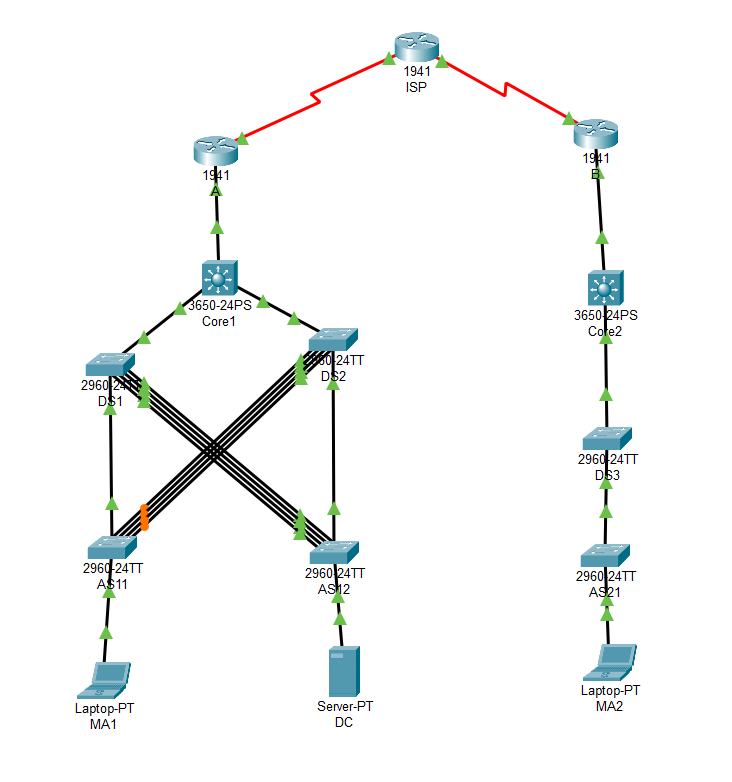 1941
ISP
1941
A
1941
B
3650-24PS
Core1
3650-24PS
Core2
60-24TT
DS2
2960-24TT
DS1
2960-24TT
DS3
2960-24TT
AS11
2960-24TT
AS12
2960-24TT
AS21
Laptop-PT
MA1
Server-PT
DC
Laptop-PT
MA2